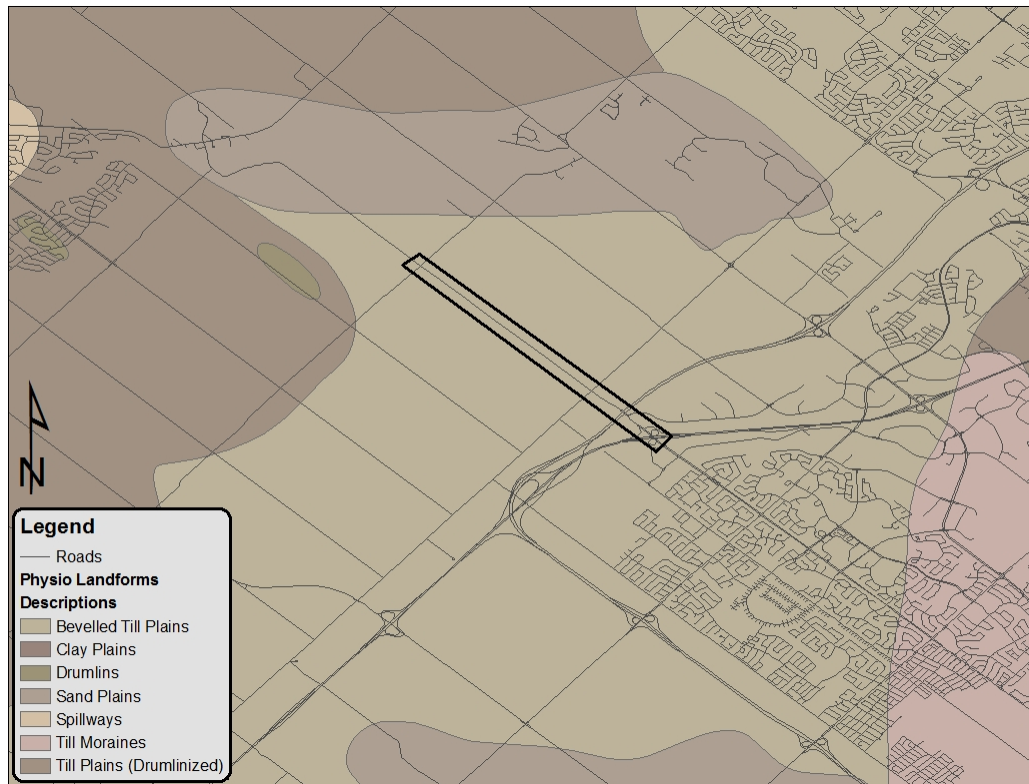 N
Legend
Roads
Physio Landforms
Descriptions
Bevelled Till Plains
Clay Plains
Drumlins
Sand Plains
Spillways
Till Moraines
Till Plains (Drumlinized)